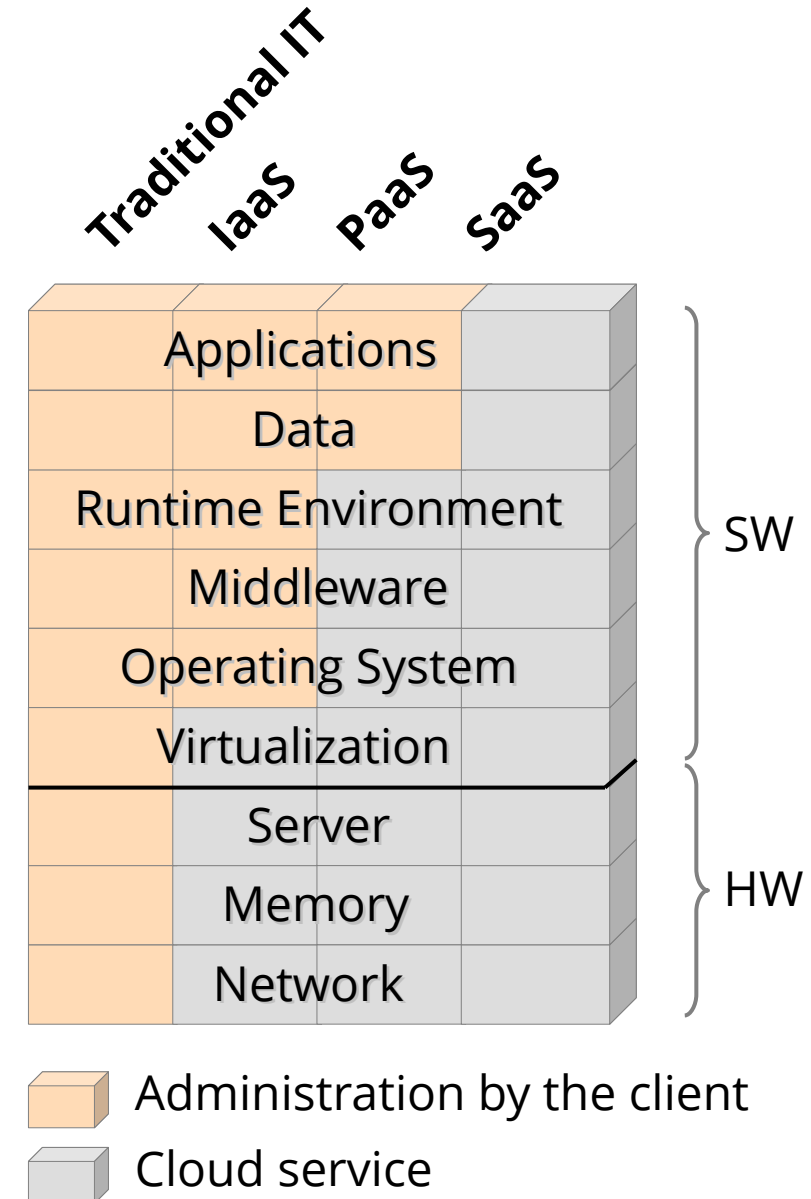 Traditional IT
IaaS
PaaS
SaaS
Applications
Data
Runtime Environment
Middleware
Operating System
Virtualization
Server
Memory
Network
SW
HW
Administration by the client
Cloud service